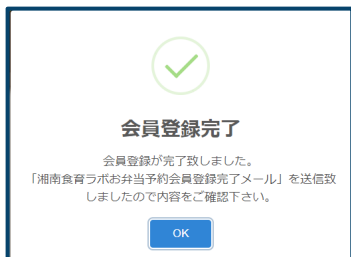 会員登録完了
会員登録が完了致しました。
「湘南食育ラボお弁当予約会員登録完了メール」を送信致
しましたので内容をご確認下さい。
OK